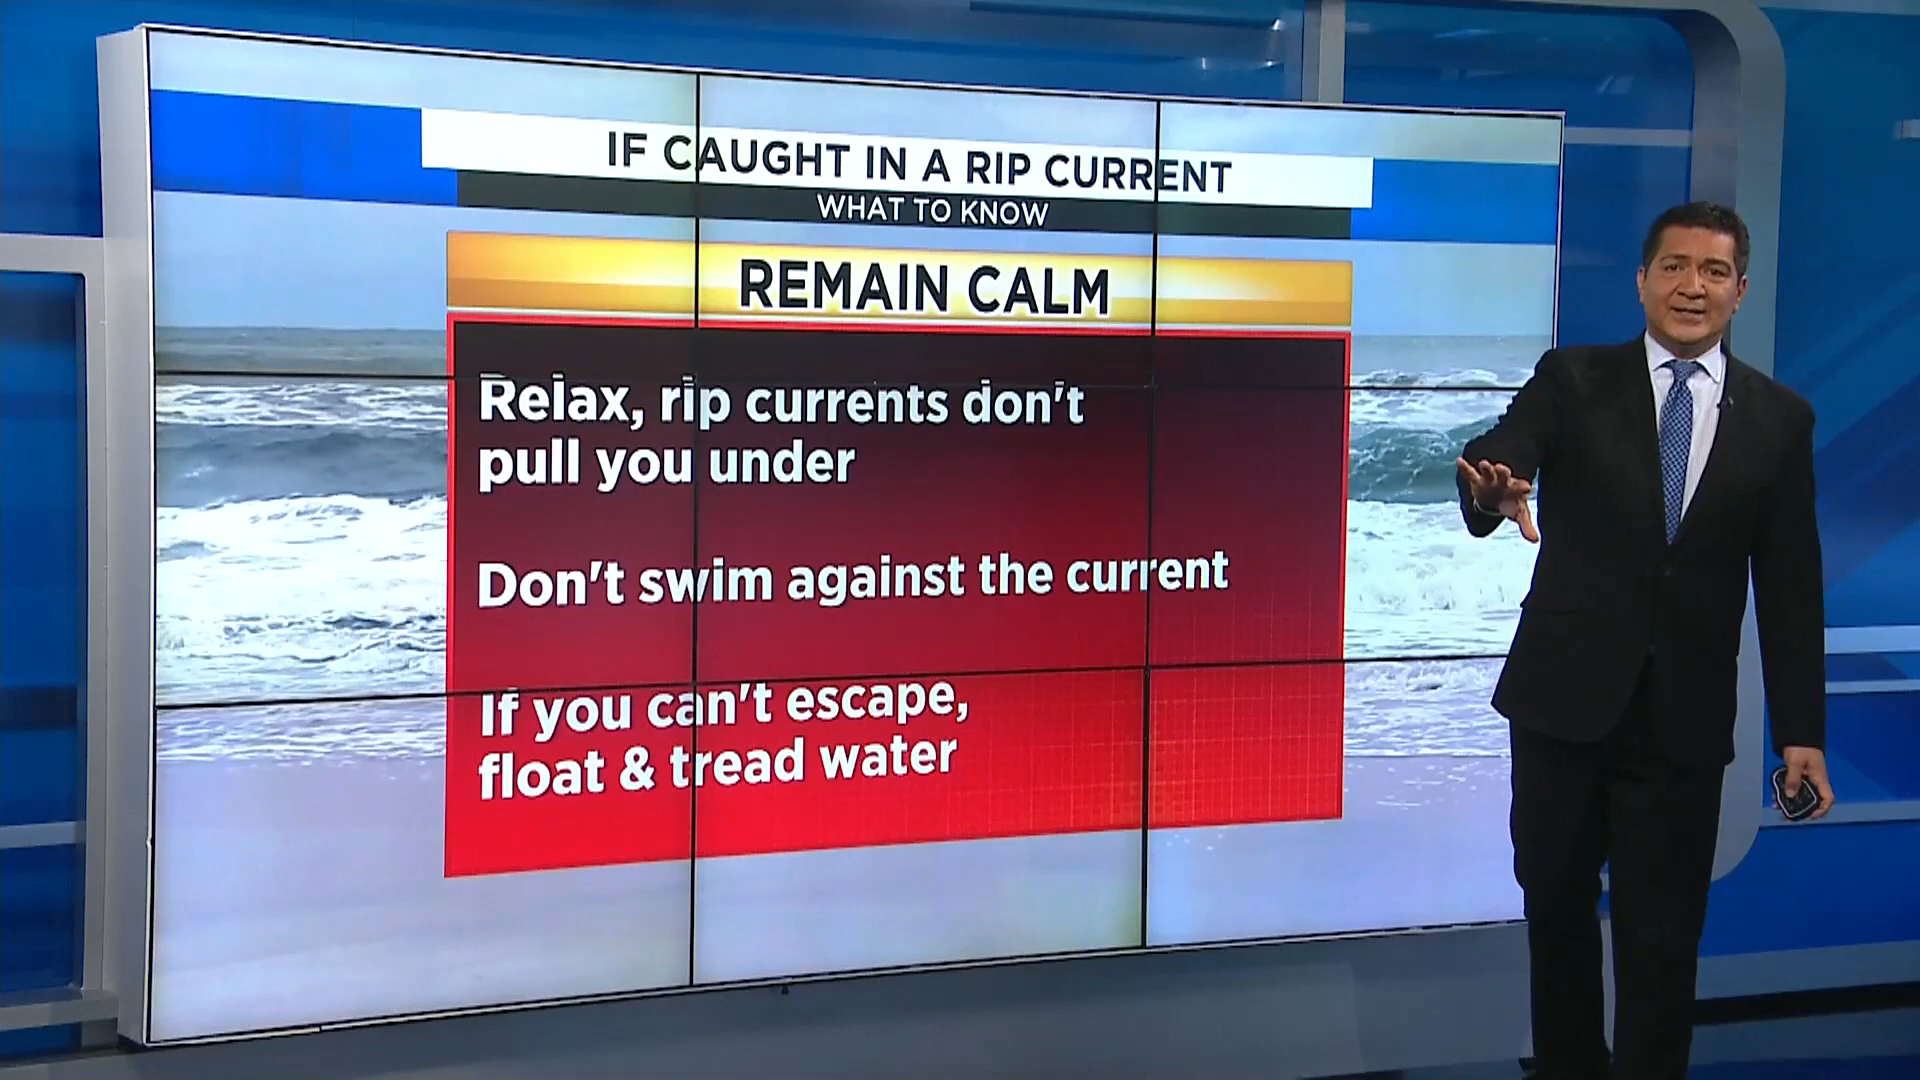 IF CAUGHT IN A RIP CURRENT
WHAT TO KNOW
REMAIN CALM
Relax, rip currents don't
pull you under
Don't swim against the current
If you can't escape,
float & tread water